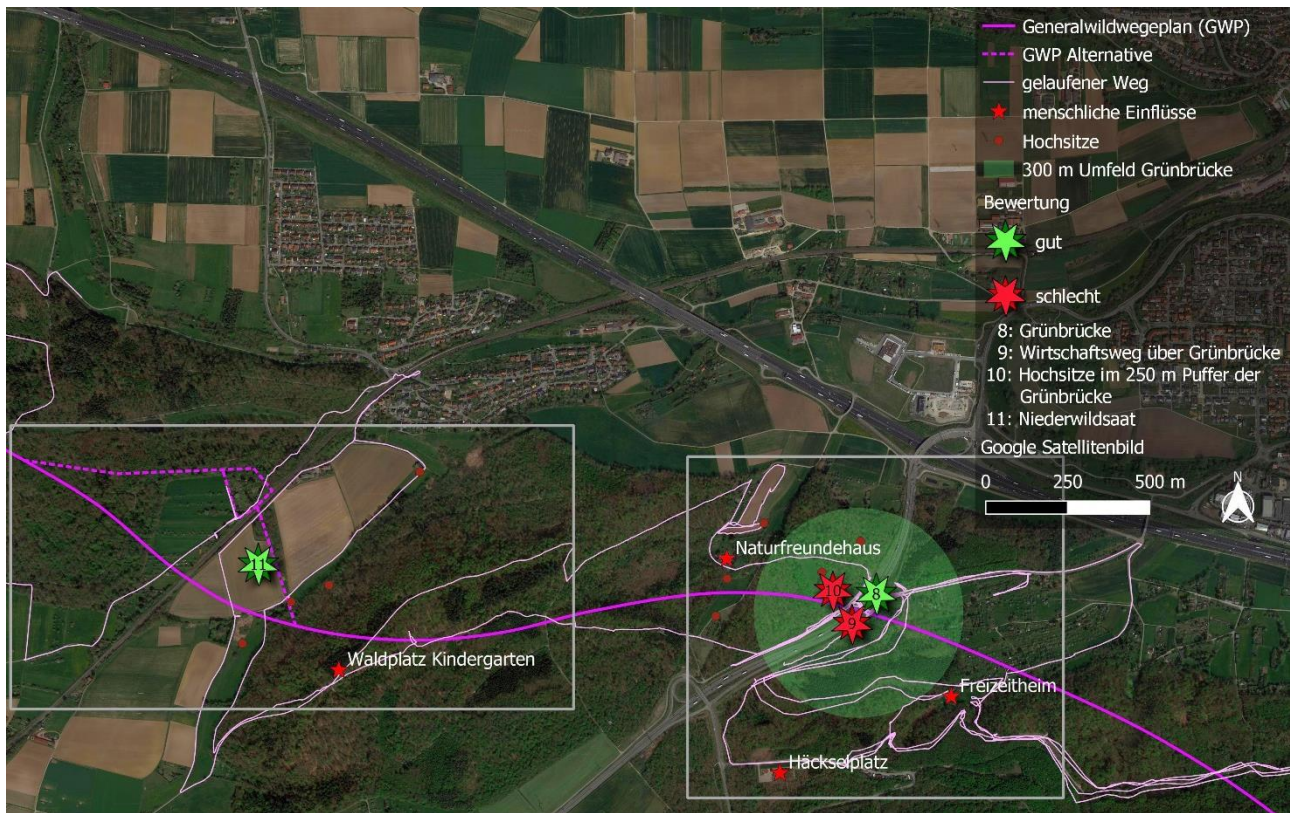 Generalwildwegeplan (GWP)
GWP Alternative
gelaufener Weg
menschliche Einflüsse
Hochsitze
300 m Umfeld Grünbrücke
Bewertung
gut
schlecht
8: Grünbrücke
9: Wirtschaftsweg über Grünbrücke
10: Hochsitze im 250 m Puffer der
Grünbrücke
11: Niederwildsaat
Google Satellitenbild
0 250 500 m
N
Naturfreundehaus
11
10
8
9
Waldplatz Kindergarten
Freizeitheim
Häckselplatz